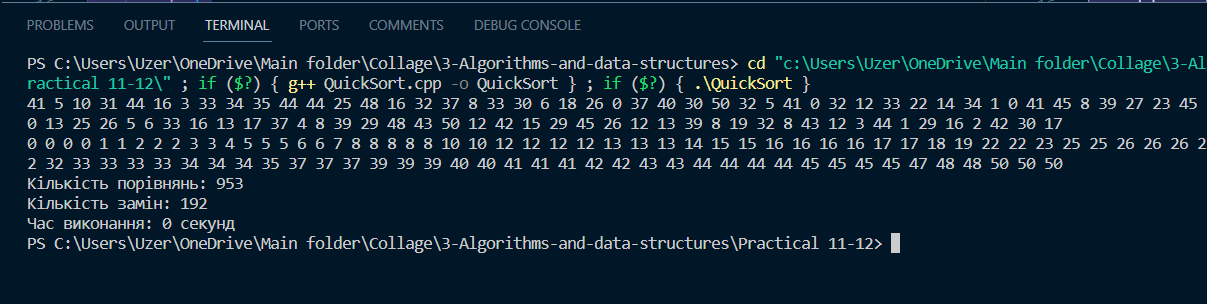 PROBLEMS OUTPUT TERMINAL PORTS COMMENTS DEBUG CONSOLE
PS C:\Users\Uzer\OneDrive\Main folder\Collage\3-Algorithms-and-data-structures> cd "c:\Users\Uzer\OneDrive\Main folder\Collage\3-Al
ractical 11-12\" ; if ($?) { g++ QuickSort.cpp -o QuickSort } ; if ($?) { .\QuickSort }
41 5 10 31 44 16 3 33 34 35 44 44 25 48 16 32 37 8 33 30 6 18 26 0 37 40 30 50 32 5 41 0 32 12 33 22 14 34 1 0 41 45 8 39 27 23 45
0 13 25 26 5 6 33 16 13 17 37 4 8 39 29 48 43 50 12 42 15 29 45 26 12 13 39 8 19 32 8 43 12 3 44 1 29 16 2 42 30 17
0 0 0 0 1 1 2 2 2 3 3 4 5 5 5 6 6 7 8 8 8 8 8 10 10 12 12 12 12 13 13 13 14 15 15 16 16 16 16 17 17 18 19 22 22 23 25 25 26 26 26 2
2 32 33 33 33 33 34 34 34 35 37 37 37 39 39 39 40 40 41 41 41 42 42 43 43 44 44 44 44 45 45 45 45 47 48 48 50 50 50
Кількість порівнянь: 953
Кількість замін: 192
Час виконання: 0 секунд
PS C:\Users\Uzer\OneDrive\Main folder\Collage\3-Algorithms-and-data-structures\Practical 11-12>